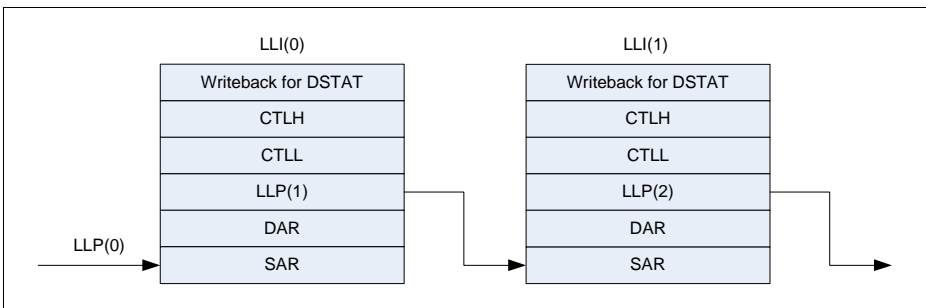 LLI(0)
Writeback for DSTAT
CTLH
CTLL
LLP(1)
DAR
SAR
LLP(0)
LLI(1)
Writeback for DSTAT
CTLH
CTLL
LLP(2)
DAR
SAR